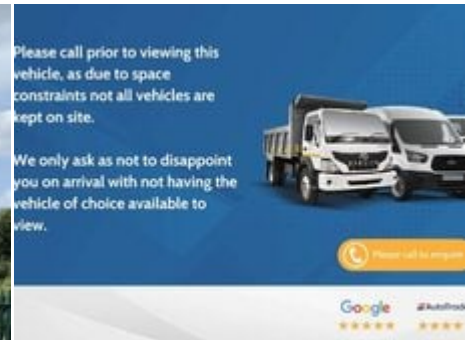 Please call prior to viewing this
vehicle, as due to space
constraints not all vehicles are
kept on site.
We only ask as not to disappoint
you on arrival with not having the
vehicle of choice available to
view.
Please call to enquire
Google
AutoTrade